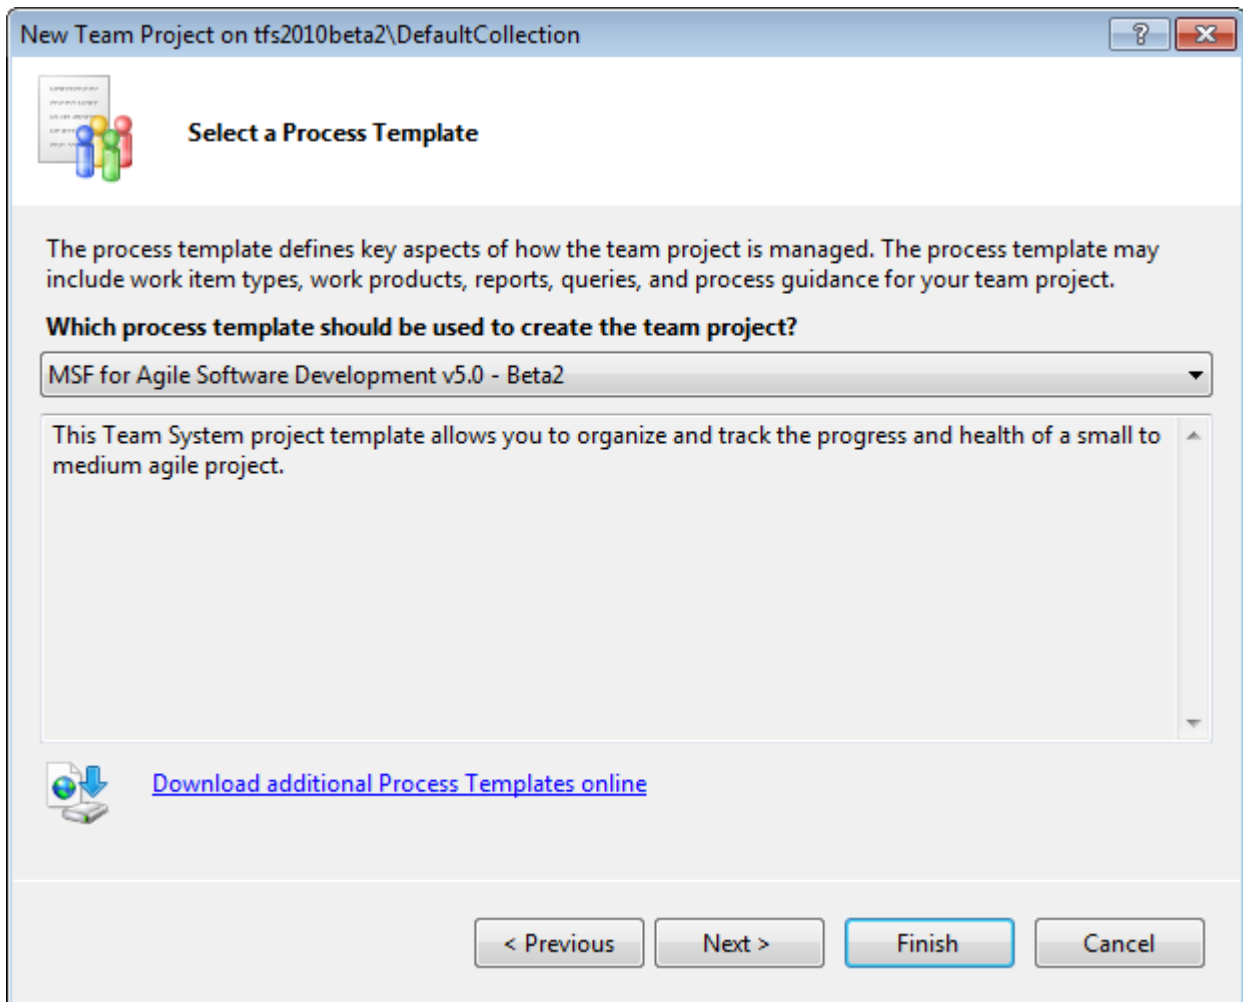 New Team Project on tfs2010beta2\DefaultCollection
Select a Process Template
The process template defines key aspects of how the team project is managed. The process template may
include work item types, work products, reports, queries, and process guidance for your team project.
Which process template should be used to create the team project?
MSF for Agile Software Development v5.0 - Beta2
This Team System project template allows you to organize and track the progress and health of a small to
medium agile project.
Download additional Process Templates online
< Previous
Next >
Finish
Cancel